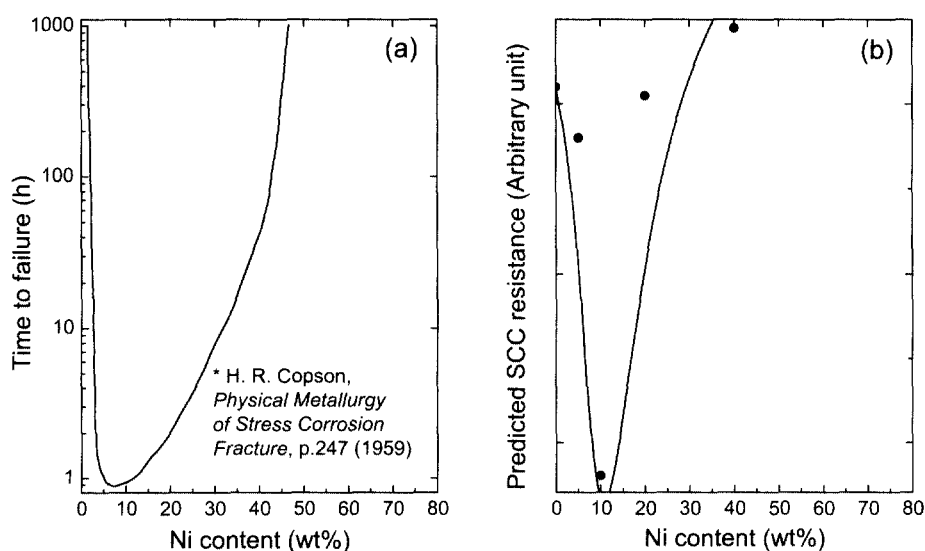 1000
100
10
1
0 10 20 30 40 50 60 70 80
Time to failure (h)
Ni content (wt%)
(a)
* H. R. Copson,
Physical Metallurgy
of Stress Corrosion
Fracture, p.247 (1959)
Predicted SCC resistance (Arbitrary unit)
(b)
0 10 20 30 40 50 60 70 80
Ni content (wt%)